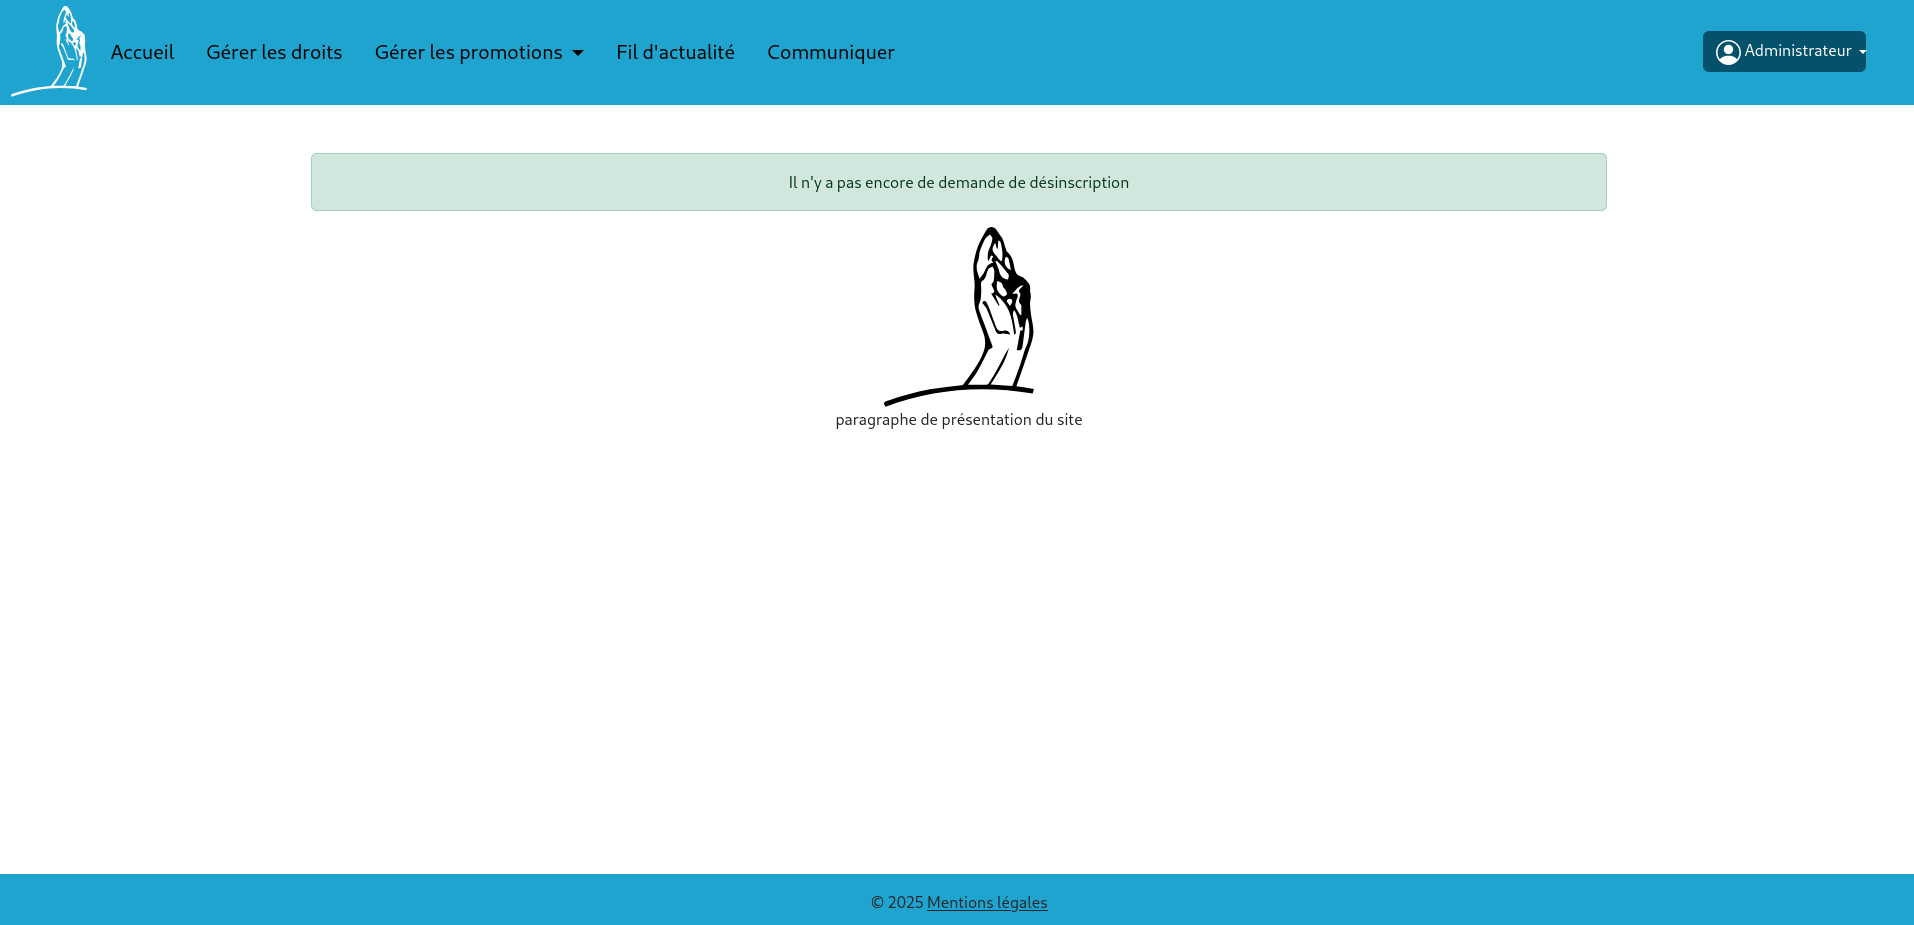 Accueil Gérer les droits Gérer les promotions Fil d'actualité Communiquer Administrateur
Il n'y a pas encore de demande de désinscription
paragraphe de présentation du site
© 2025 Mentions légales